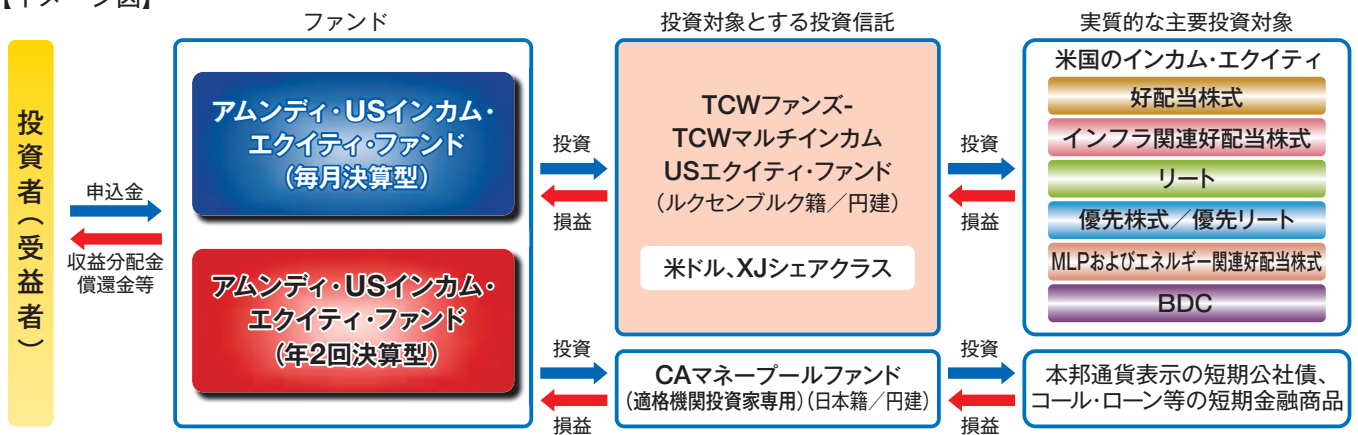 【イメージ図】
ファンド
投資対象とする投資信託
実質的な主要投資対象
投資者(受益者)
申込金
収益分配金
償還金等
アムンディ・USインカム・
エクイティ・ファンド
(毎月決算型)
アムンディ・USインカム・
エクイティ・ファンド
(年2回決算型)
投資
損益
投資
損益
TCWファンズ-
TCWマルチインカム
USエクイティ・ファンド
(ルクセンブルク籍/円建)
米ドル、XJシェアクラス
CAマネープールファンド
(適格機関投資家専用)(日本籍/円建)
投資
損益
投資
損益
米国のインカム・エクイティ
好配当株式
インフラ関連好配当株式
リート
優先株式/優先リート
MLPおよびエネルギー関連好配当株式
BDC
本邦通貨表示の短期公社債、
コール・ローン等の短期金融商品